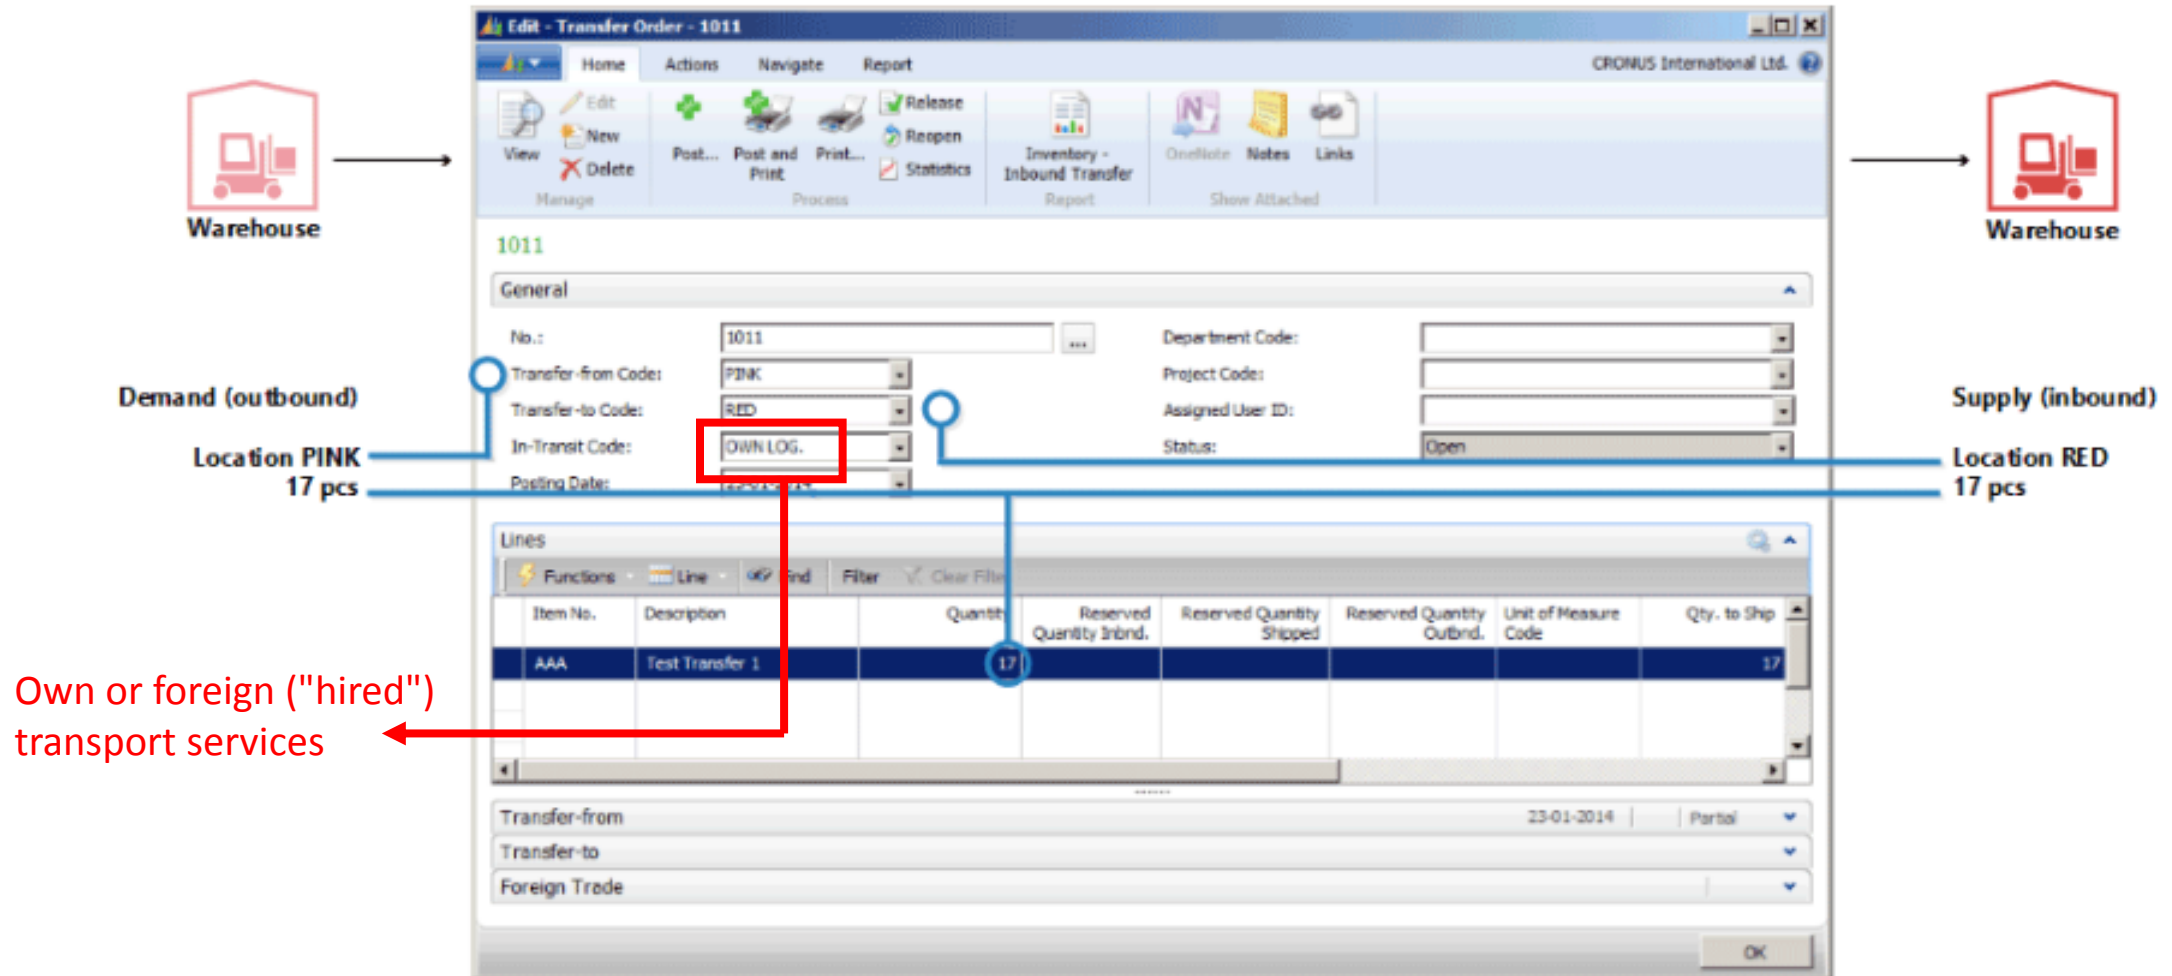 Edit - Transfer Order - 1011
Home Actions Navigate Report CRONUS International Ltd.
View
Edit
New
Delete
Manage
Post...
Post and Print
Print...
Release
Reopen
Statistics
Process
Inventory - Inbound Transfer
Report
OneNote
Notes
Links
Show Attached
Warehouse
Warehouse
1011
General
No.: 1011 ... Department Code:
Transfer-from Code: PINK Project Code:
Transfer-to Code: RED Assigned User ID:
In-Transit Code: OWN LOG. Status: Open
Posting Date:
Demand (outbound)
Location PINK
17 pcs
Supply (inbound)
Location RED
17 pcs
Lines
Functions Line Find Filter Clear Filter
Item No. Description Quantity Reserved Quantity Inbnd. Reserved Quantity Shipped Reserved Quantity Outbnd. Unit of Measure Code Qty. to Ship
AAA Test Transfer 1 17 17
Own or foreign ("hired")
transport services
Transfer-from 23-01-2014 Partial
Transfer-to
Foreign Trade
OK